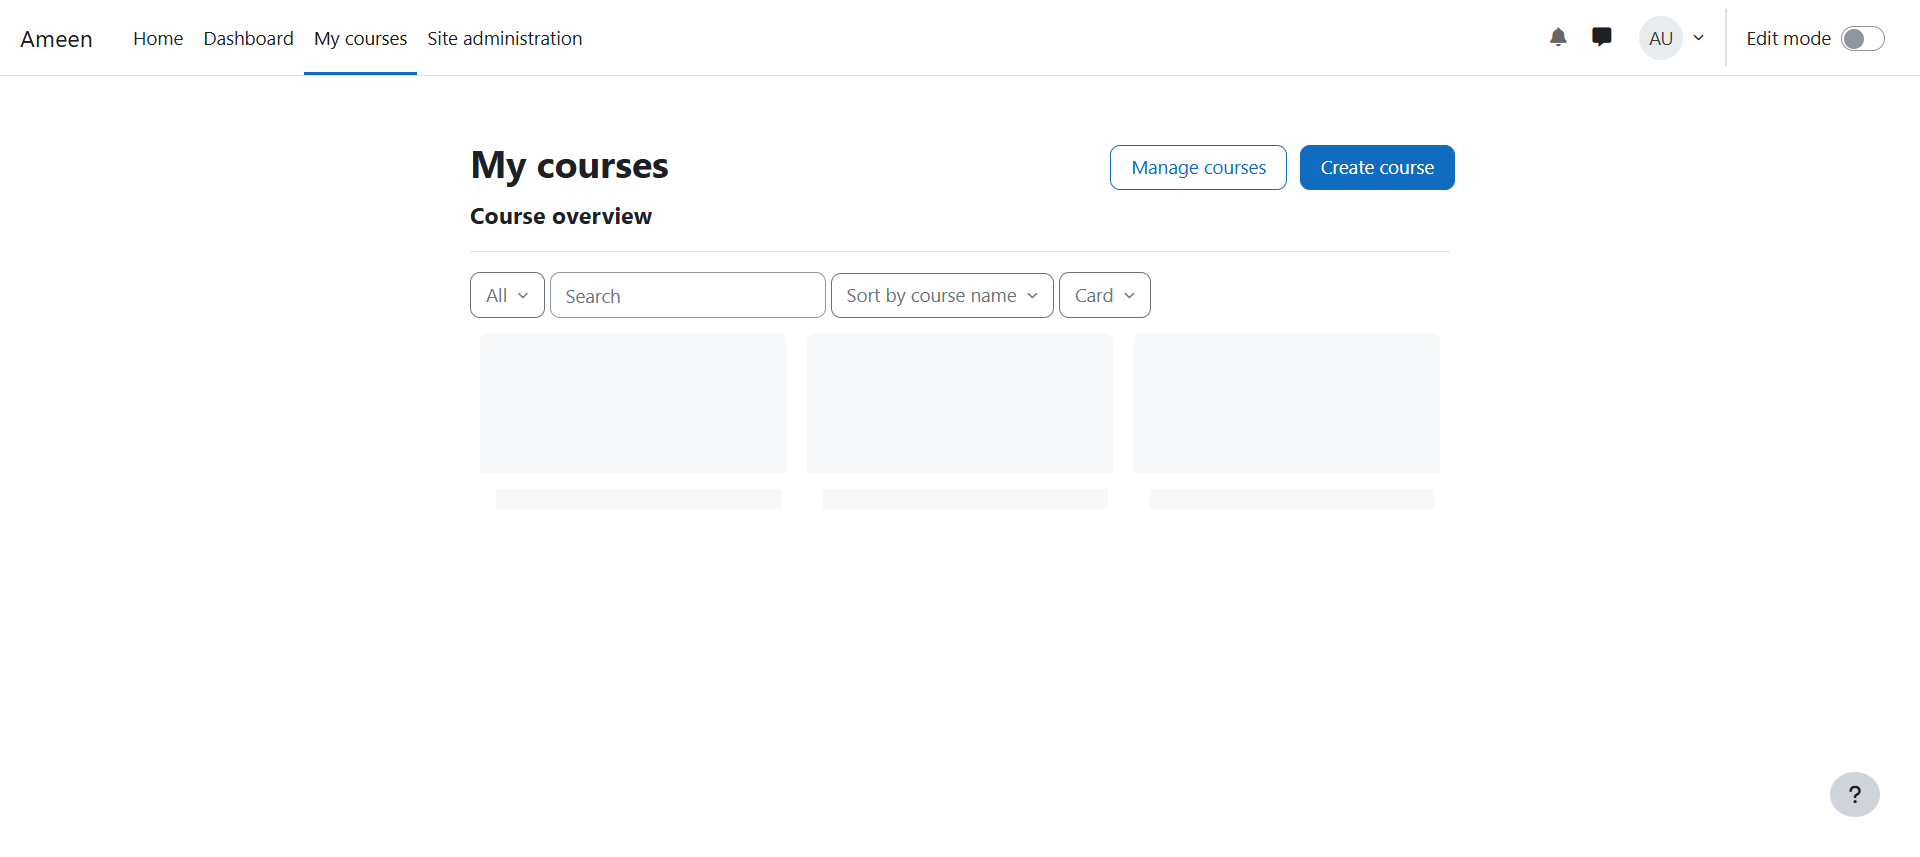 Ameen Home Dashboard My courses Site administration AU Edit mode
My courses Manage courses Create course
Course overview
All Search Sort by course name Card
?